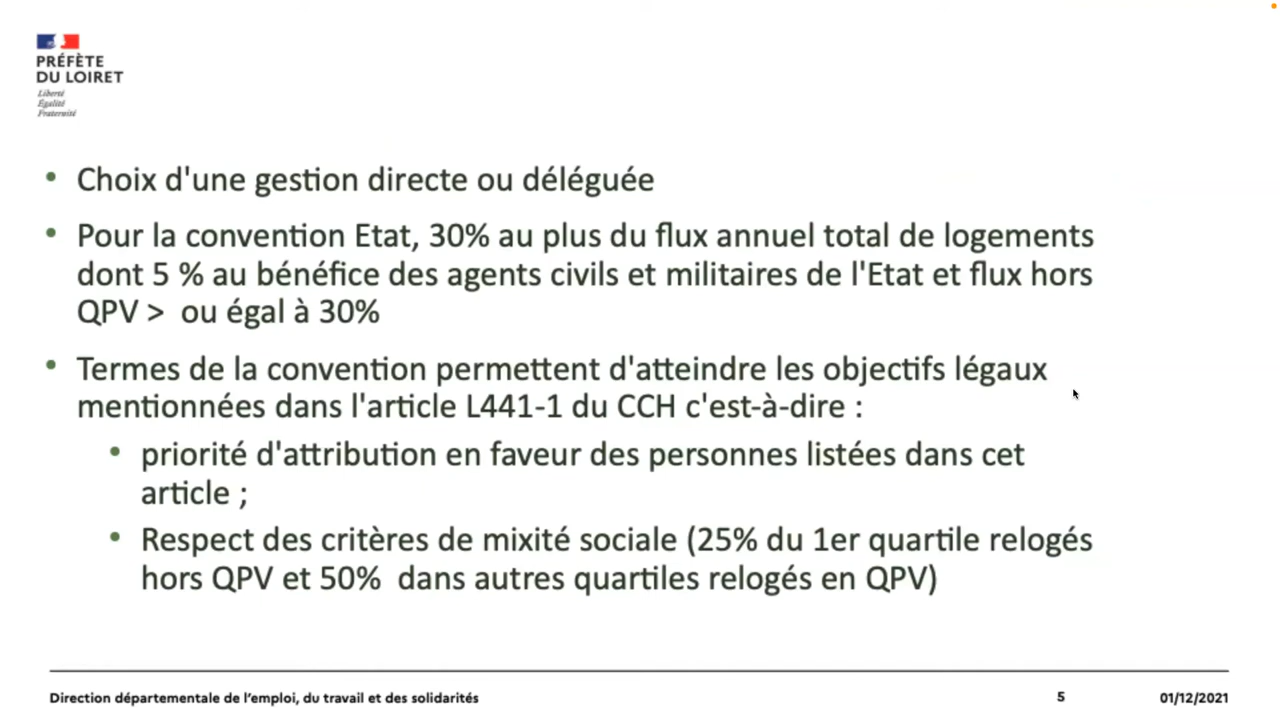 PRÉFÈTE
DU LOIRET
Liberté
Égalité
Fraternité
• Choix d'une gestion directe ou déléguée
• Pour la convention Etat, 30% au plus du flux annuel total de logements
dont 5 % au bénéfice des agents civils et militaires de l'Etat et flux hors
QPV >  ou égal à 30%
• Termes de la convention permettent d'atteindre les objectifs légaux
mentionnées dans l'article L441-1 du CCH c'est-à-dire :
• priorité d'attribution en faveur des personnes listées dans cet
article ;
• Respect des critères de mixité sociale (25% du 1er quartile relogés
hors QPV et 50%  dans autres quartiles relogés en QPV)
Direction départementale de l'emploi, du travail et des solidarités
5
01/12/2021